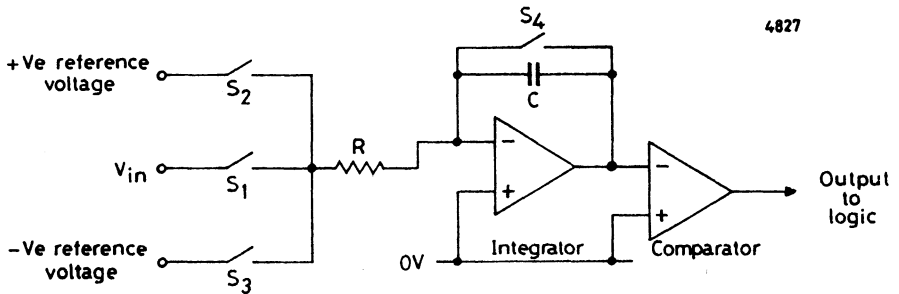 4827
S4
+Ve reference
voltage
S2
C
R
−
−
Vin
S1
+
+
Output
to
logic
−Ve reference
voltage
S3
0V
Integrator
Comparator